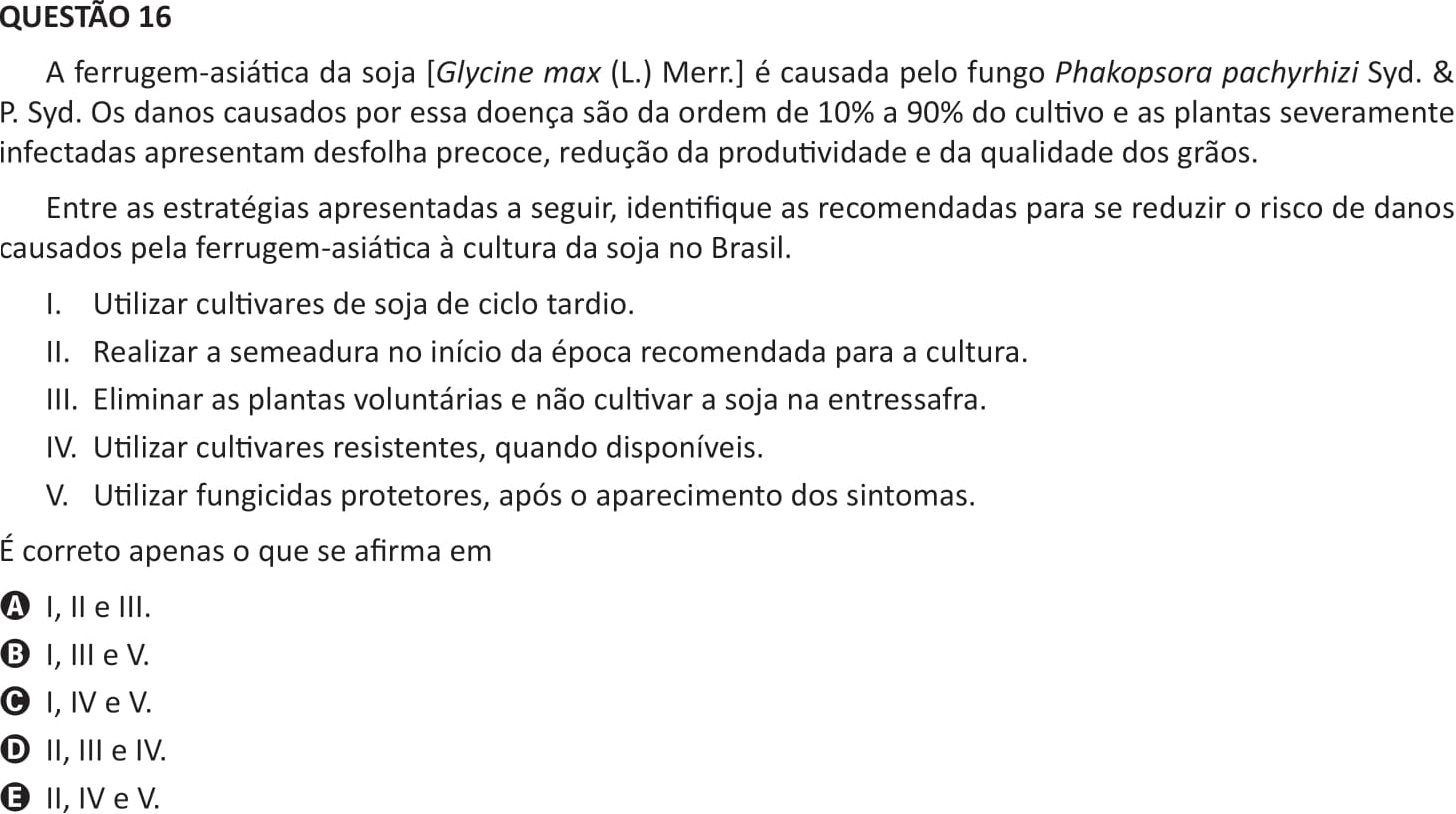 QUESTÃO 16
A ferrugem-asiática da soja [Glycine max (L.) Merr.] é causada pelo fungo Phakopsora pachyrhizi Syd. &
P. Syd. Os danos causados por essa doença são da ordem de 10% a 90% do cultivo e as plantas severamente
infectadas apresentam desfolha precoce, redução da produtividade e da qualidade dos grãos.
Entre as estratégias apresentadas a seguir, identifique as recomendadas para se reduzir o risco de danos
causados pela ferrugem-asiática à cultura da soja no Brasil.
I. Utilizar cultivares de soja de ciclo tardio.
II. Realizar a semeadura no início da época recomendada para a cultura.
III. Eliminar as plantas voluntárias e não cultivar a soja na entressafra.
IV. Utilizar cultivares resistentes, quando disponíveis.
V. Utilizar fungicidas protetores, após o aparecimento dos sintomas.
É correto apenas o que se afirma em
A I, II e III.
B I, III e V.
C I, IV e V.
D II, III e IV.
E II, IV e V.